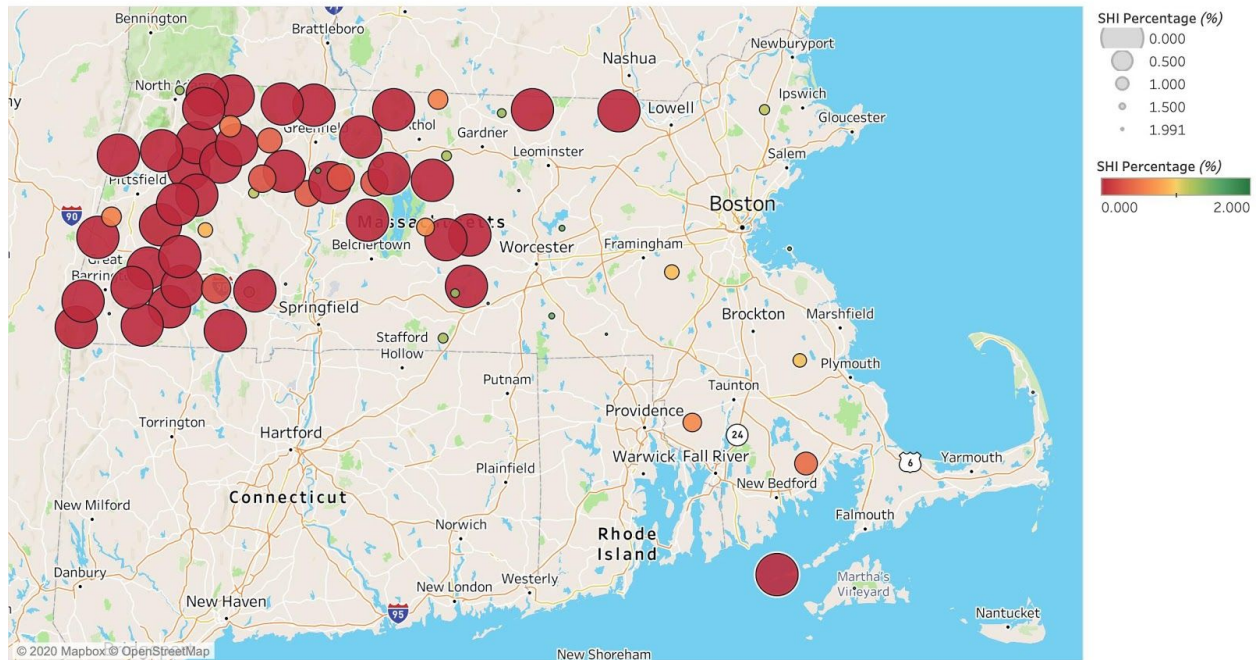 Bennington
Brattleboro
Newburyport
Nashua
Ipswich
Lowell
Gloucester
Gardner
Leominster
Salem
Pittsfield
90
Massachusetts
Boston
Belchertown
Worcester
Framingham
Great
Springfield
Brockton
Marshfield
Stafford
Hollow
Plymouth
Putnam
Taunton
Torrington
Providence
Hartford
24
Warwick
Fall River
6
Yarmouth
Plainfield
New Bedford
Connecticut
Falmouth
New Milford
Norwich
Rhode
Island
Danbury
Westerly
New London
Martha's
Vineyard
New Haven
95
Nantucket
© 2020 Mapbox © OpenStreetMap
New Shoreham
SHI Percentage (%)
0.000
0.500
1.000
1.500
1.991
SHI Percentage (%)
0.000
2.000